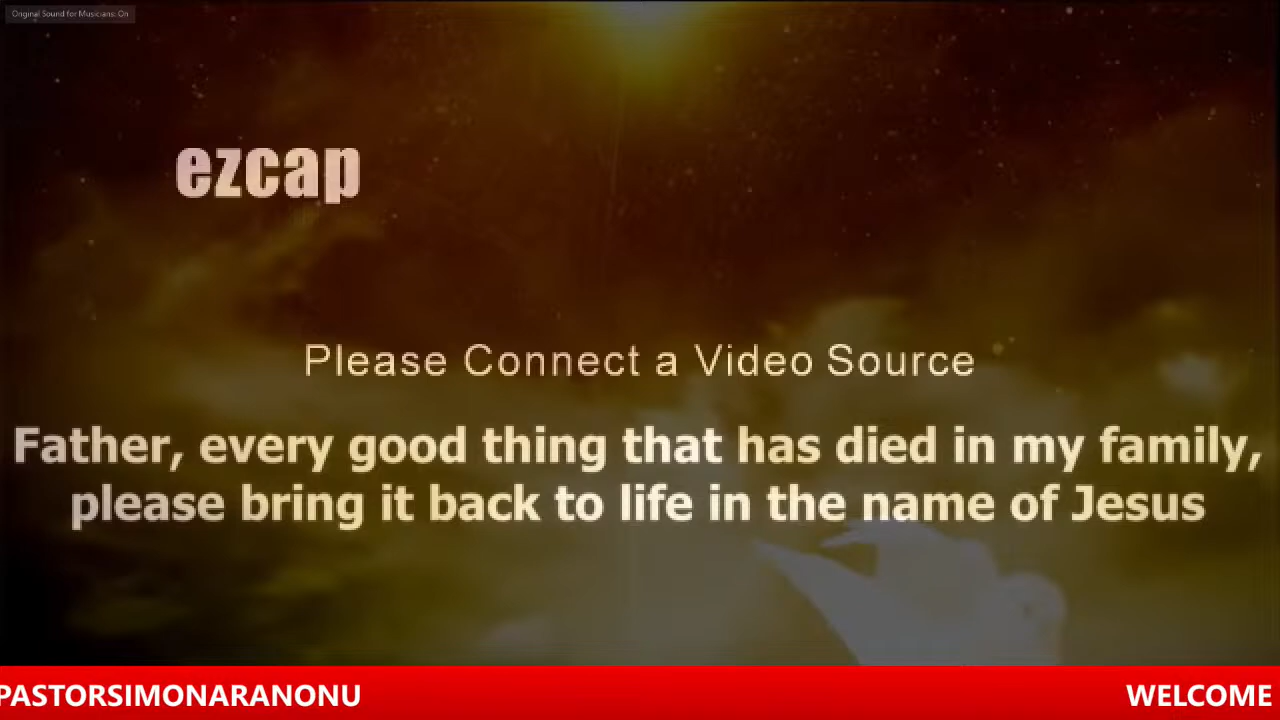 Original Sound for Musicians: On
ezcap
Please Connect a Video Source
Father, every good thing that has died in my family,
please bring it back to life in the name of Jesus
PASTORSIMONARANONU WELCOME